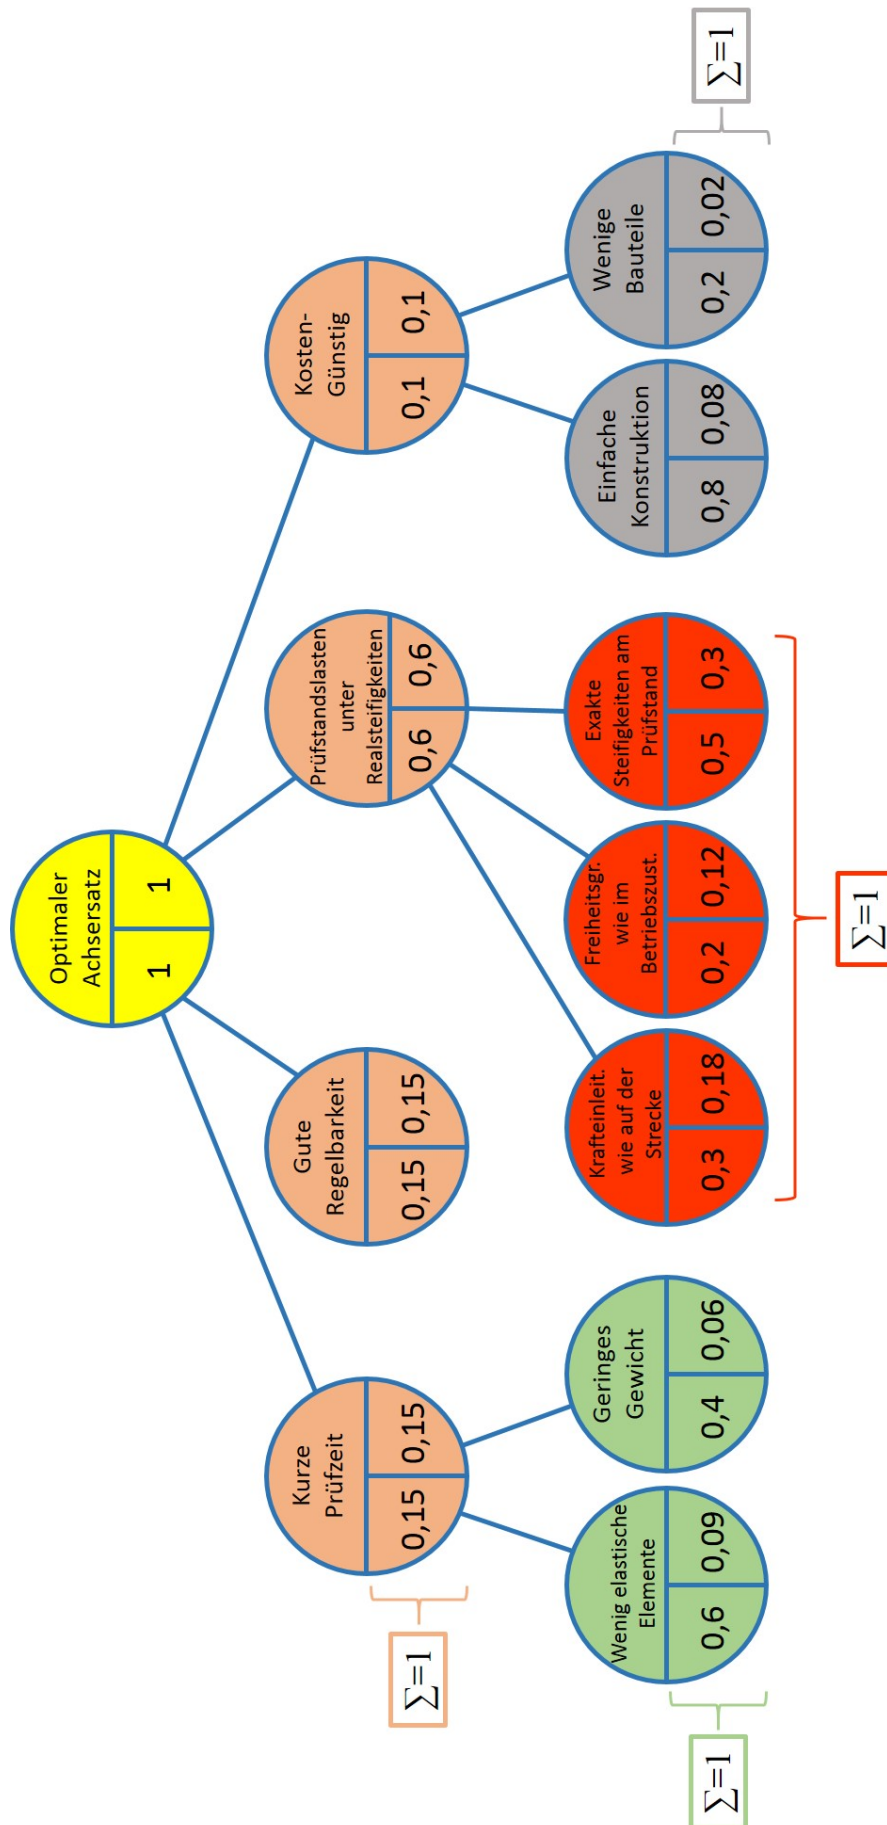 Optimaler
Achsersatz
1 1
Kurze
Prüfzeit
0,15 0,15
Gute
Regelbarkeit
0,15 0,15
Prüfstandslasten
unter
Realsteifigkeiten
0,6 0,6
Kosten-
Günstig
0,1 0,1
∑=1
Wenig elastische
Elemente
0,6 0,09
Geringes
Gewicht
0,4 0,06
Krafteinleit.
wie auf der
Strecke
0,3 0,18
Freiheitsgr.
wie im
Betriebszust.
0,2 0,12
Exakte
Steifigkeiten am
Prüfstand
0,5 0,3
Einfache
Konstruktion
0,8 0,08
Wenige
Bauteile
0,2 0,02
∑=1
∑=1
∑=1